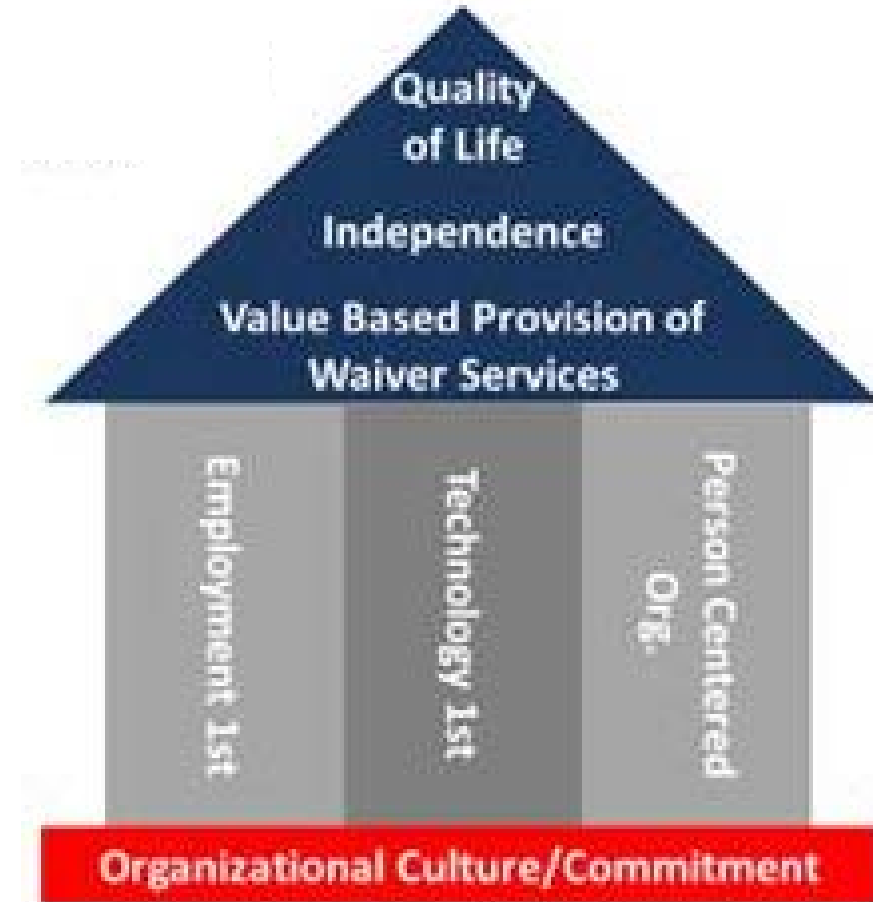 Quality
of Life
Independence
Value Based Provision of
Waiver Services
Employment 1st
Technology 1st
Person Centered
Org.
Organizational Culture/Commitment